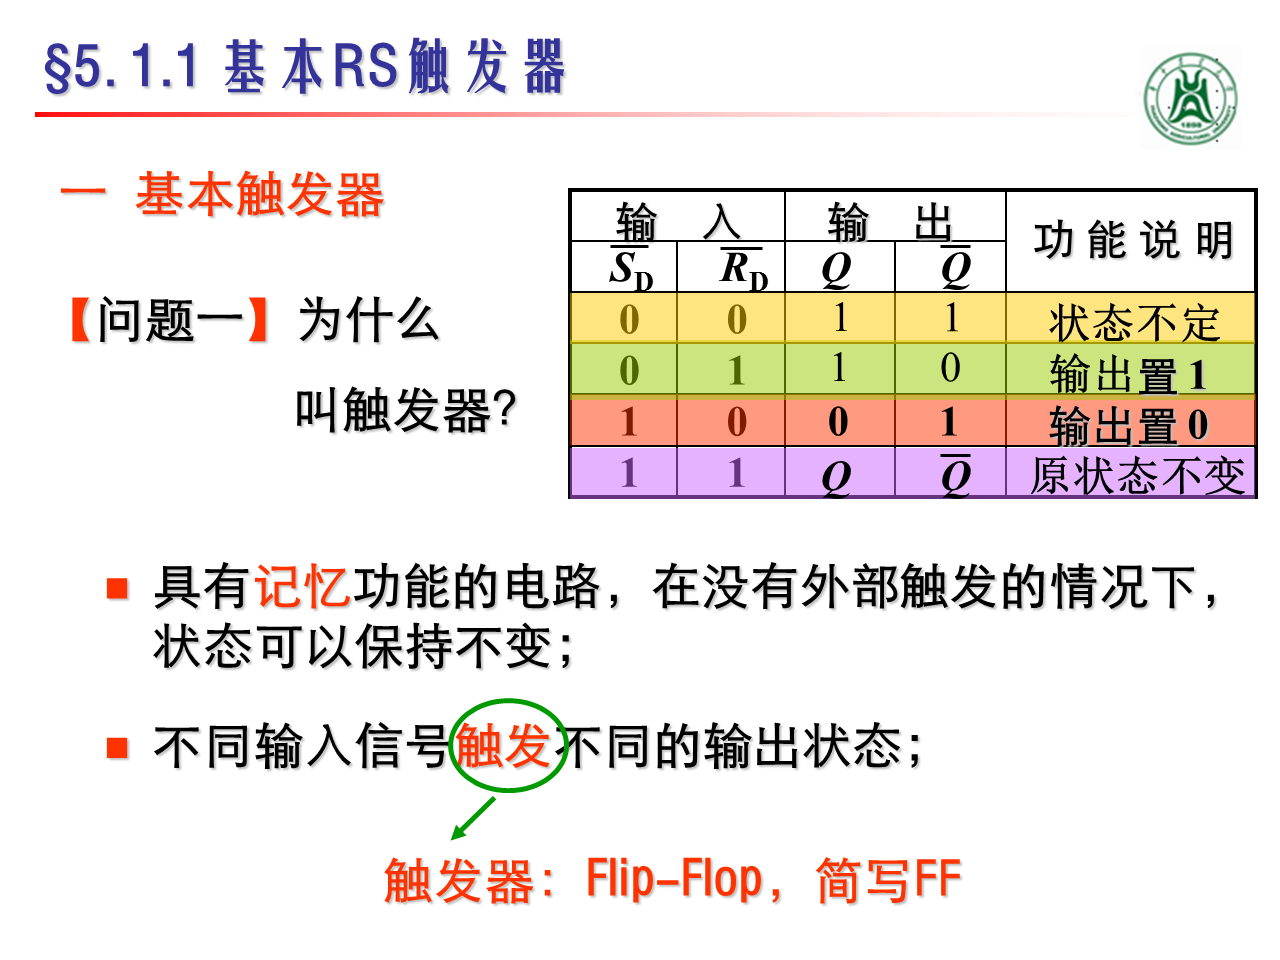 §5.1.1 基本RS触发器
一 基本触发器
【问题一】为什么
叫触发器?
输 入 输 出 功能说明
S̅D R̅D Q Q̅
0 0 1 1 状态不定
0 1 1 0 输出置1
1 0 0 1 输出置0
1 1 Q Q̅ 原状态不变
具有记忆功能的电路，在没有外部触发的情况下，
状态可以保持不变；
不同输入信号触发不同的输出状态；
触发器：Flip-Flop，简写FF
1898